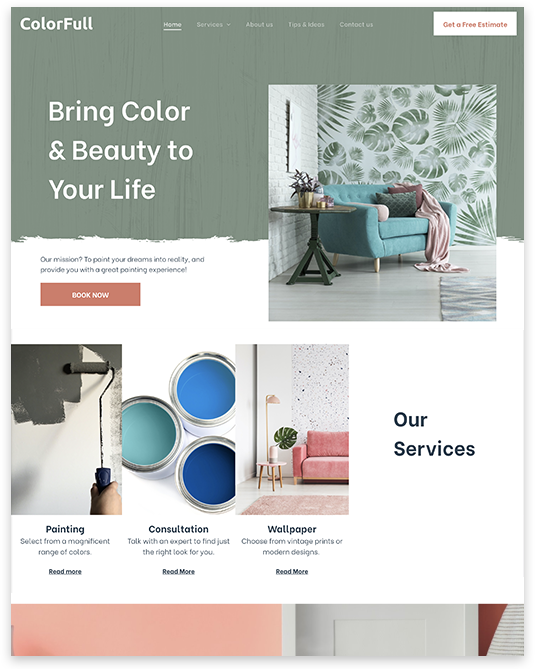 ColorFull
Home Services About us Tips & Ideas Contact us
Get a Free Estimate
Bring Color
& Beauty to
Your Life
Our mission? To paint your dreams into reality, and
provide you with a great painting experience!
BOOK NOW
Our
Services
Painting
Select from a magnificent
range of colors.
Read more
Consultation
Talk with an expert to find just
the right look for you.
Read More
Wallpaper
Choose from vintage prints or
modern designs.
Read More